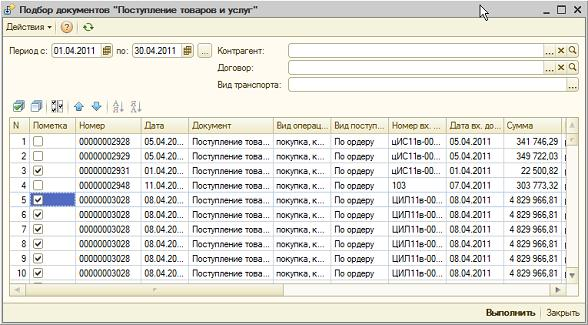 Подбор документов "Поступление товаров и услуг"
Действия
Период с: 01.04.2011 по: 30.04.2011 ... Контрагент:
Договор:
Вид транспорта:
N Пометка Номер Дата Документ Вид операц... Вид поступ... Номер вх. ... Дата вх. до... Сумма
1 00000002928 05.04.20... Поступление това... покупка, к... По ордеру цИС11в-00... 05.04.2011 341 746,29
2 00000002929 05.04.20... Поступление това... покупка, к... По ордеру цИС11в-00... 05.04.2011 349 722,03
3 00000002931 01.04.20... Поступление това... покупка, к... По ордеру цИС11в-00... 01.04.2011 22 500,82
4 00000002948 11.04.20... Поступление това... покупка, к... По ордеру 103 07.04.2011 303 773,32
5 00000003028 08.04.20... Поступление това... покупка, к... По ордеру ЦИП11в-00... 08.04.2011 4 829 966,81
6 00000003028 08.04.20... Поступление това... покупка, к... По ордеру ЦИП11в-00... 08.04.2011 4 829 966,81
7 00000003028 08.04.20... Поступление това... покупка, к... По ордеру ЦИП11в-00... 08.04.2011 4 829 966,81
8 00000003028 08.04.20... Поступление това... покупка, к... По ордеру ЦИП11в-00... 08.04.2011 4 829 966,81
9 00000003028 08.04.20... Поступление това... покупка, к... По ордеру ЦИП11в-00... 08.04.2011 4 829 966,81
10 00000003028 08.04.20... Поступление това... покупка, к... По ордеру ЦИП11в-00... 08.04.2011 4 829 966,81
Выполнить Закрыть